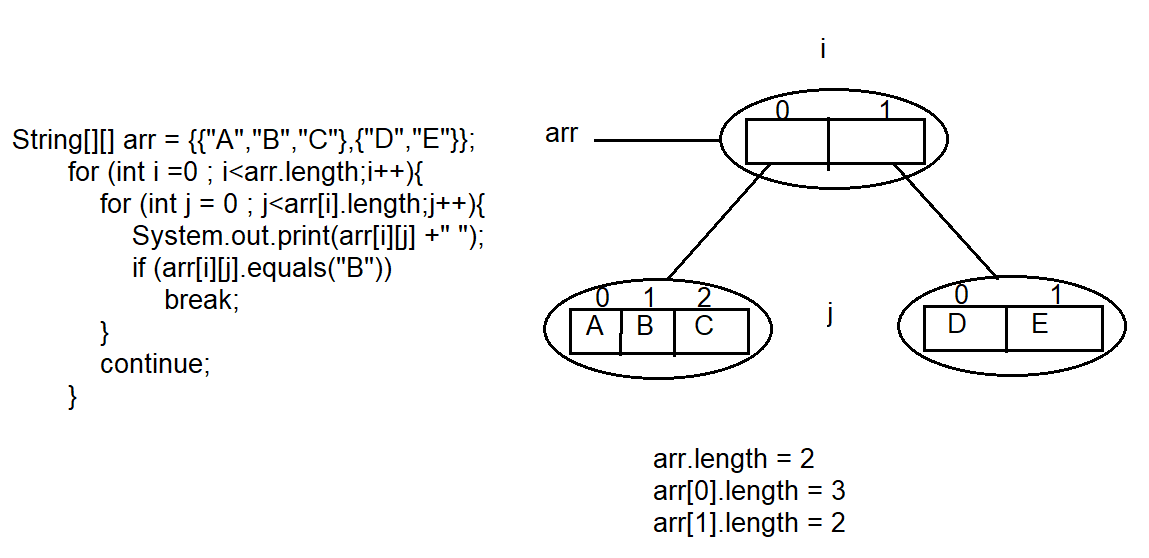 String[][] arr = {{"A","B","C"},{"D","E"}};
for (int i =0 ; i<arr.length;i++){
for (int j = 0 ; j<arr[i].length;j++){
System.out.print(arr[i][j] +" ");
if (arr[i][j].equals("B"))
break;
}
continue;
}
i
arr
0 1
0 1 2
A B C
j
0 1
D E
arr.length = 2
arr[0].length = 3
arr[1].length = 2